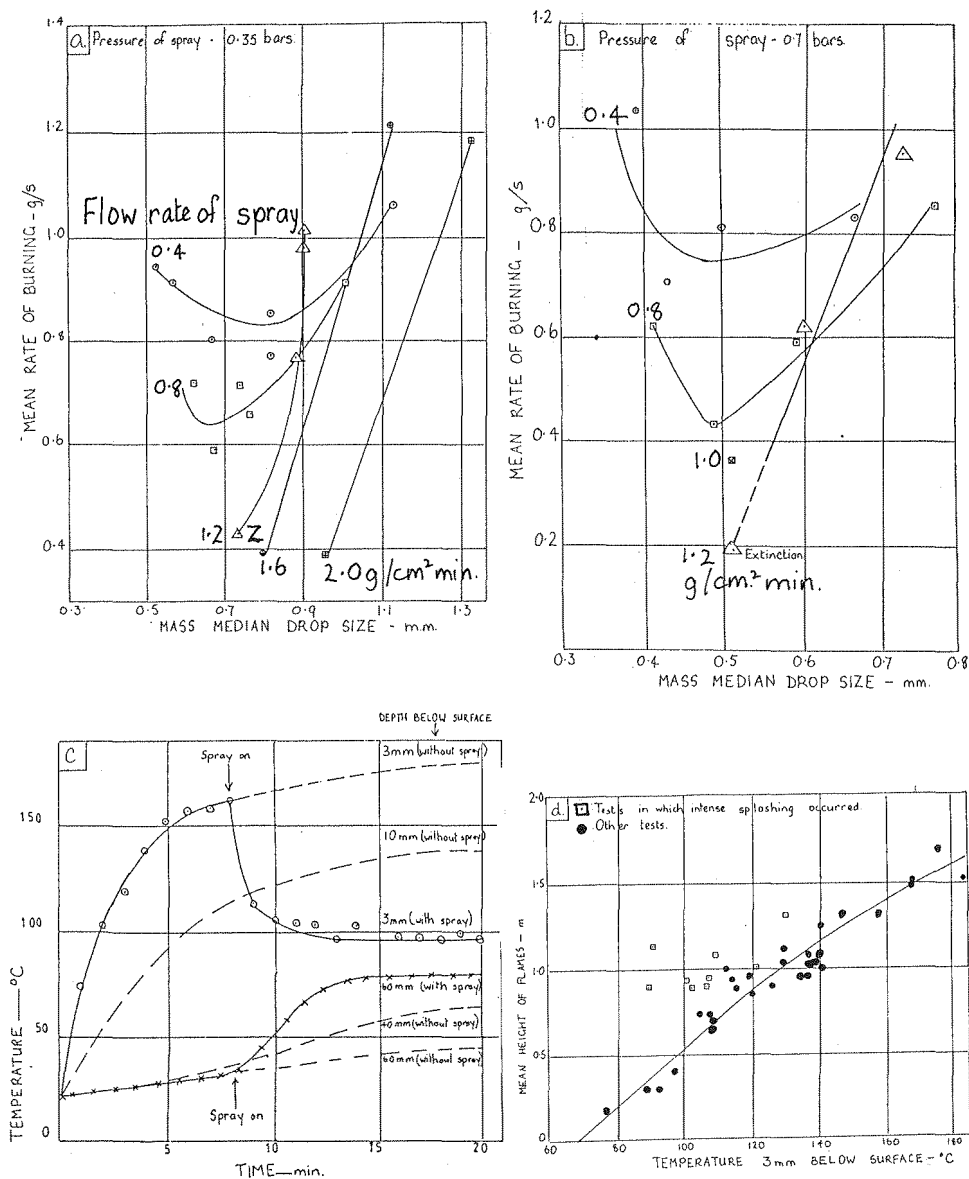 a. Pressure of spray - 0.35 bars.
1.4
1.2
1.0
0.8
0.6
0.4
MEAN RATE OF BURNING - g/s
Flow rate of spray
0.4
0.8
1.2 Z
1.6
2.0 g/cm² min.
0.3 0.5 0.7 0.9 1.1 1.3
MASS MEDIAN DROP SIZE - m.m.
b. Pressure of spray - 0.7 bars.
1.2
1.0
0.8
0.6
0.4
0.2
MEAN RATE OF BURNING - g/s
0.4
0.8
1.0
1.2 Extinction
g/cm² min.
0.3 0.4 0.5 0.6 0.7 0.8
MASS MEDIAN DROP SIZE - mm.
C
DEPTH BELOW SURFACE
Spray on
3mm (without spray)
10 mm (without spray)
3mm (with spray)
60mm (with spray)
40mm (without spray)
60mm (without spray)
Spray on
150
100
50
0
TEMPERATURE — °C
5 10 15 20
TIME — min.
d. Tests in which intense splashing occurred.
Other tests.
2.0
1.5
1.0
0.5
0
MEAN HEIGHT OF FLAMES - m
60 80 100 120 140 160 180
TEMPERATURE 3mm BELOW SURFACE - °C